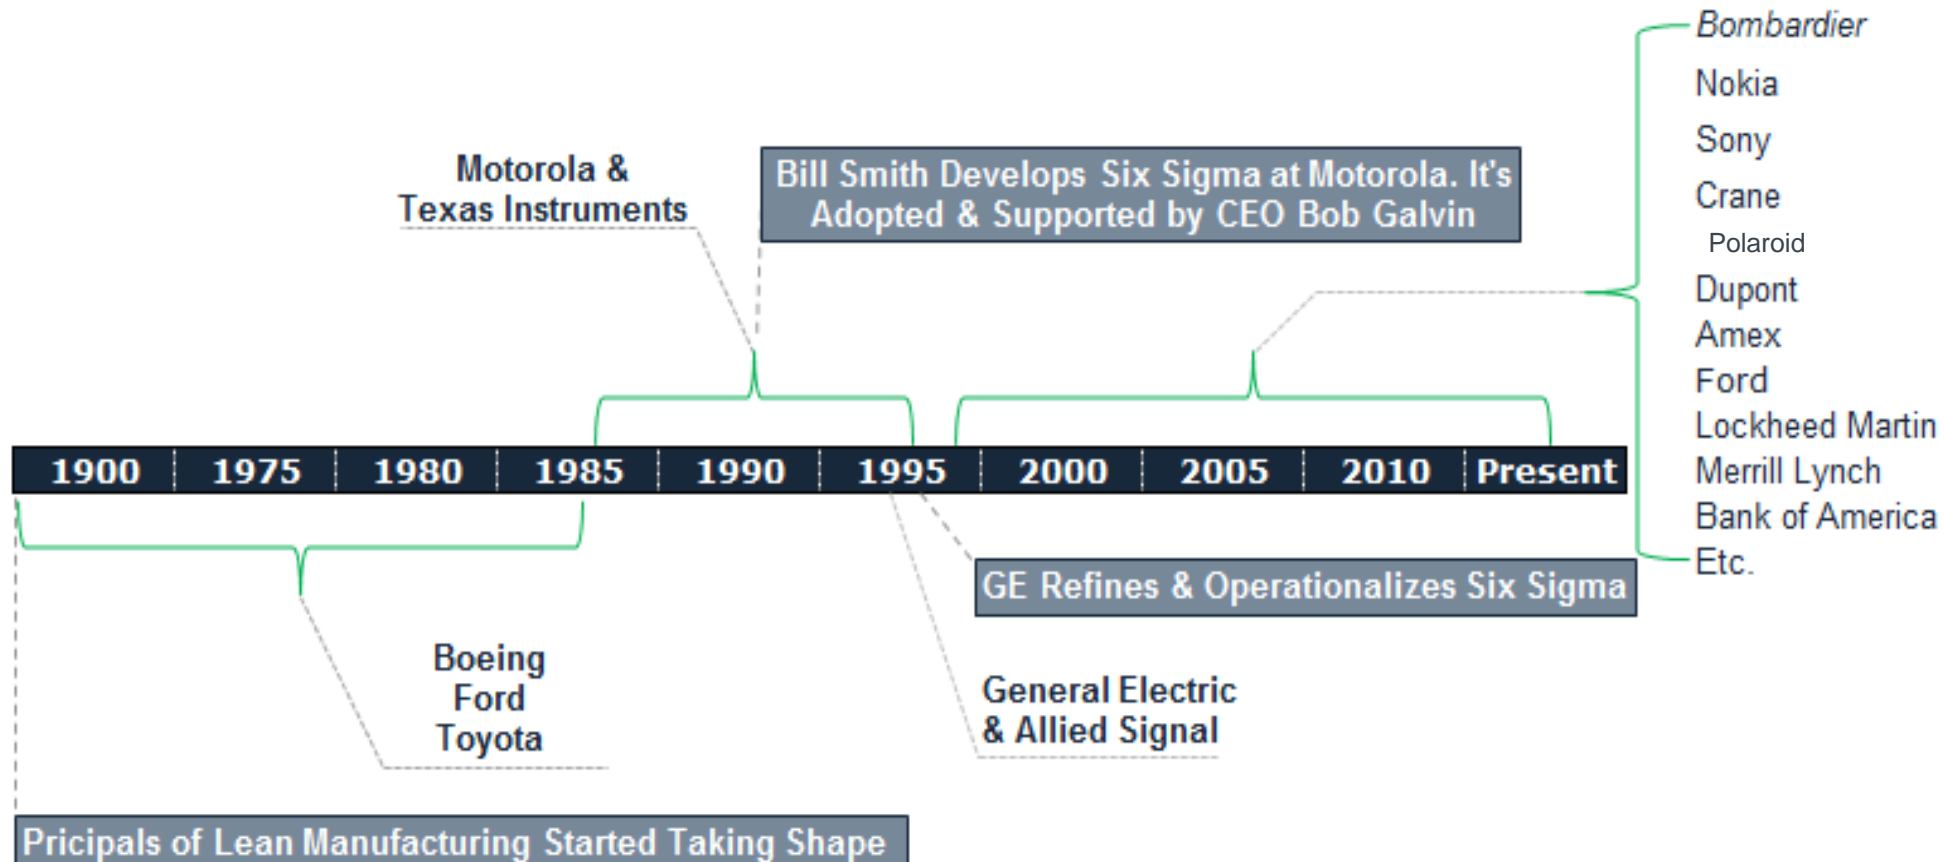 Bombardier
Nokia
Sony
Crane
Polaroid
Dupont
Amex
Ford
Lockheed Martin
Merrill Lynch
Bank of America
Etc.
Motorola &
Texas Instruments
Bill Smith Develops Six Sigma at Motorola. It's
Adopted & Supported by CEO Bob Galvin
1900 1975 1980 1985 1990 1995 2000 2005 2010 Present
GE Refines & Operationalizes Six Sigma
Boeing
Ford
Toyota
General Electric
& Allied Signal
Pricipals of Lean Manufacturing Started Taking Shape